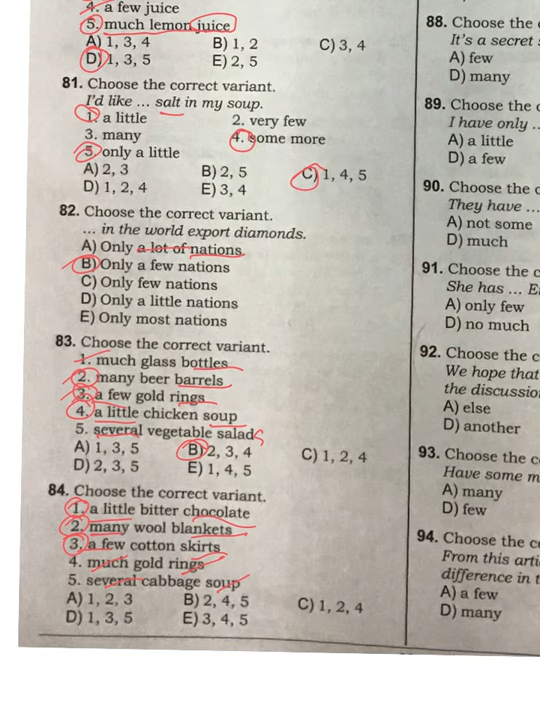 4. a few juice
5. much lemon juice
A) 1, 3, 4 B) 1, 2 C) 3, 4
D) 1, 3, 5 E) 2, 5
81. Choose the correct variant.
I'd like ... salt in my soup.
1. a little 2. very few
3. many 4. some more
5. only a little
A) 2, 3 B) 2, 5 C) 1, 4, 5
D) 1, 2, 4 E) 3, 4
82. Choose the correct variant.
... in the world export diamonds.
A) Only a lot of nations
B) Only a few nations
C) Only few nations
D) Only a little nations
E) Only most nations
83. Choose the correct variant.
1. much glass bottles
2. many beer barrels
3. a few gold rings
4. a little chicken soup
5. several vegetable salads
A) 1, 3, 5 B) 2, 3, 4 C) 1, 2, 4
D) 2, 3, 5 E) 1, 4, 5
84. Choose the correct variant.
1. a little bitter chocolate
2. many wool blankets
3. a few cotton skirts
4. much gold rings
5. several cabbage soup
A) 1, 2, 3 B) 2, 4, 5 C) 1, 2, 4
D) 1, 3, 5 E) 3, 4, 5
88. Choose the
It's a secret
A) few
D) many
89. Choose the
I have only ..
A) a little
D) a few
90. Choose the
They have ...
A) not some
D) much
91. Choose the
She has ...
A) only few
D) no much
92. Choose the
We hope that
the
A) else
D) another
93. Choose the
Have some
A) many
D) few
94. Choose the
From this
difference in
A) a few
D) many